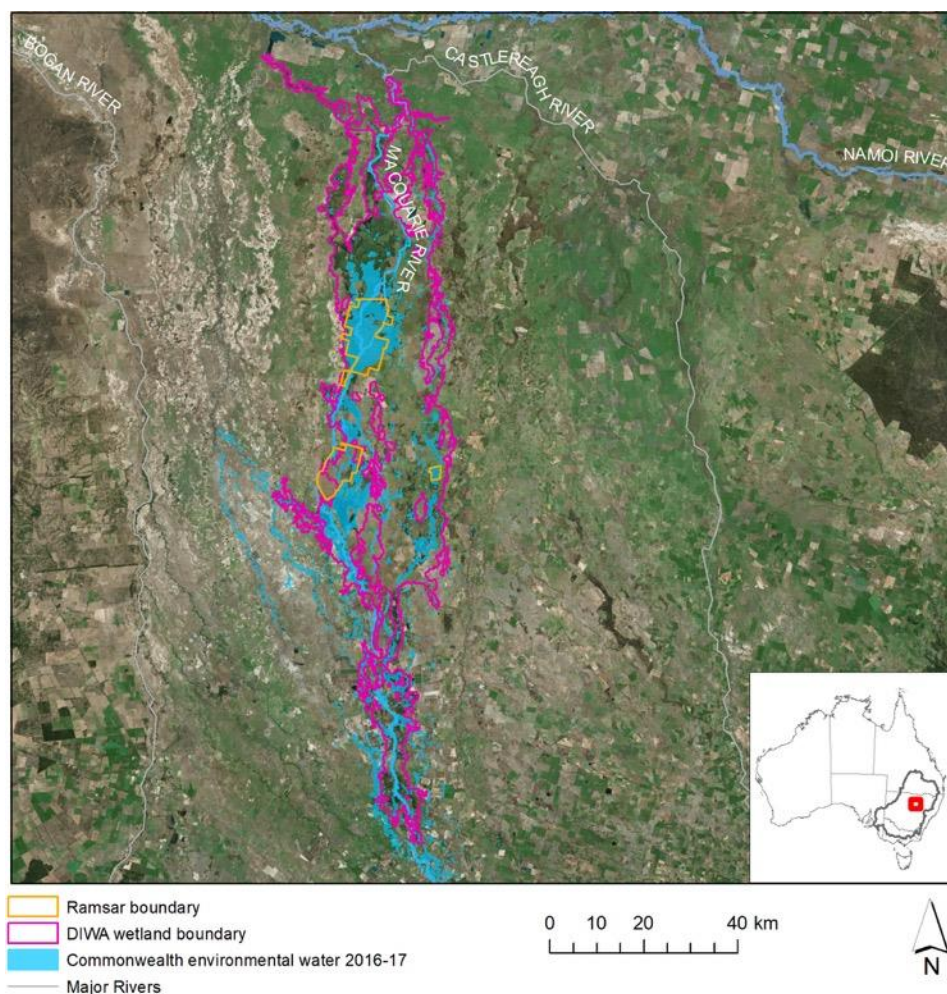 BOGAN RIVER
CASTLEREAGH RIVER
NAMOI RIVER
MACQUARIE RIVER
Ramsar boundary
DIWA wetland boundary
Commonwealth environmental water 2016-17
Major Rivers
0 10 20 40 km
N